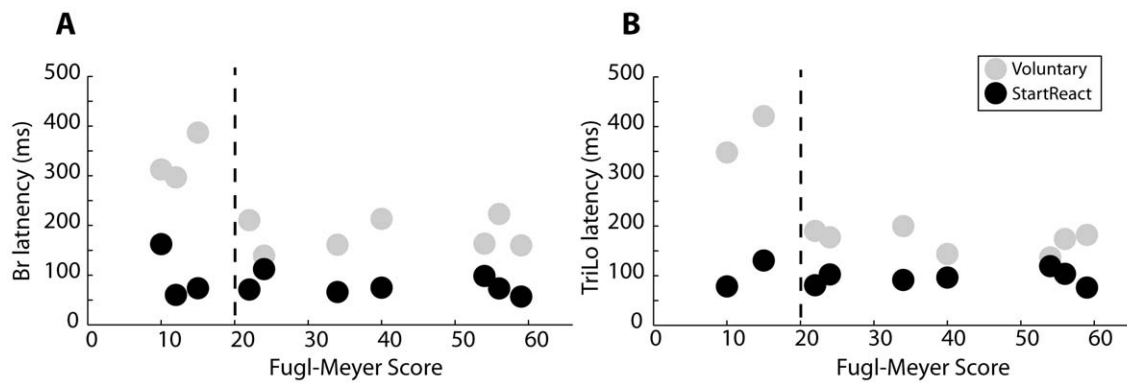 A
Br latnency (ms)
500
400
300
200
100
0
0 10 20 30 40 50 60
Fugl-Meyer Score
B
Voluntary
StartReact
TriLo latency (ms)
500
400
300
200
100
0
0 10 20 30 40 50 60
Fugl-Meyer Score